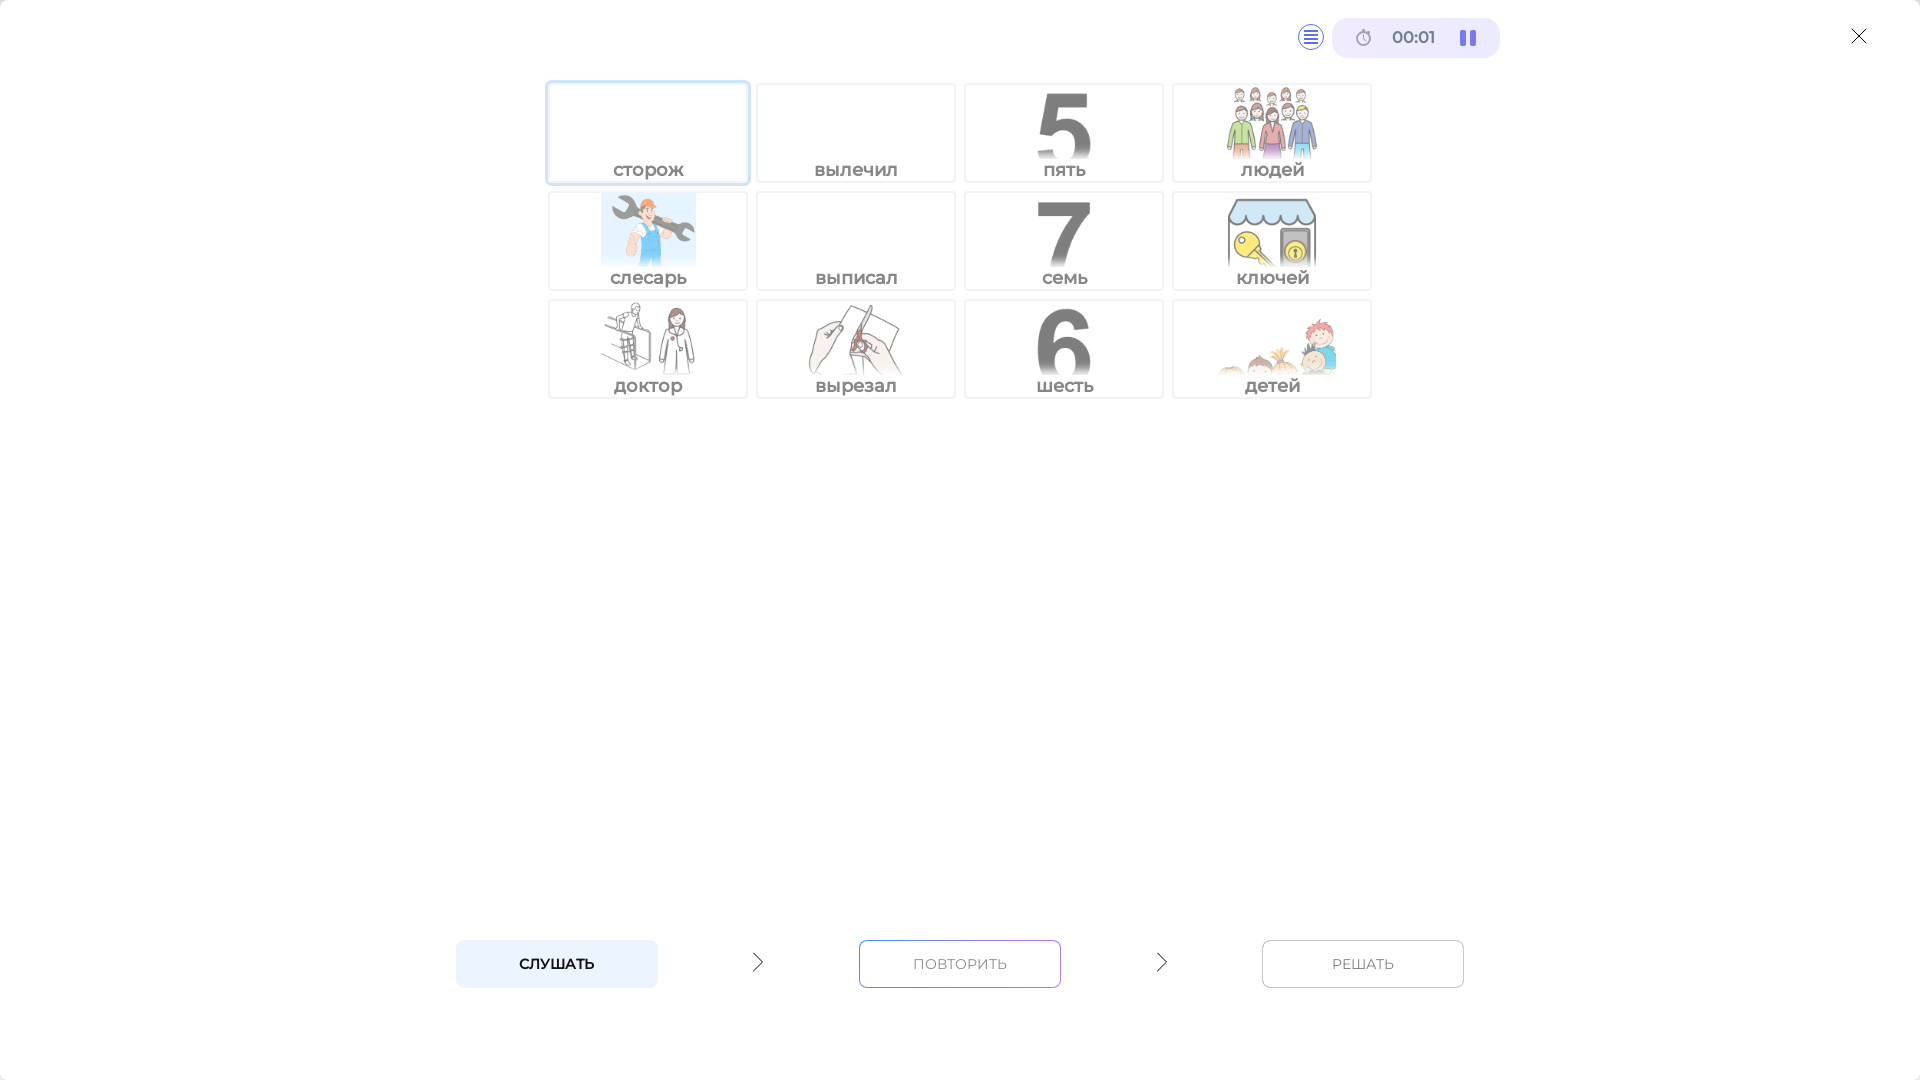 00:01
сторож вылечил 5 пять людей
слесарь выписал 7 семь ключей
доктор вырезал 6 шесть детей
СЛУШАТЬ ПОВТОРИТЬ РЕШАТЬ